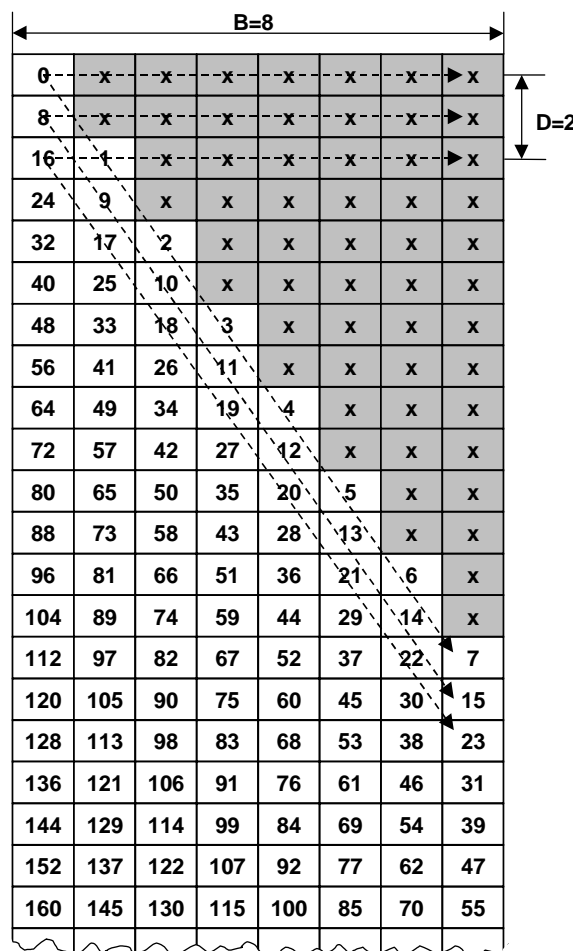 B=8
0 x x x x x x x
8 x x x x x x x
D=2
16 1 x x x x x x
24 9 x x x x x x
32 17 2 x x x x x
40 25 10 x x x x x
48 33 18 3 x x x x
56 41 26 11 x x x x
64 49 34 19 4 x x x
72 57 42 27 12 x x x
80 65 50 35 20 5 x x
88 73 58 43 28 13 x x
96 81 66 51 36 21 6 x
104 89 74 59 44 29 14 x
112 97 82 67 52 37 22 7
120 105 90 75 60 45 30 15
128 113 98 83 68 53 38 23
136 121 106 91 76 61 46 31
144 129 114 99 84 69 54 39
152 137 122 107 92 77 62 47
160 145 130 115 100 85 70 55